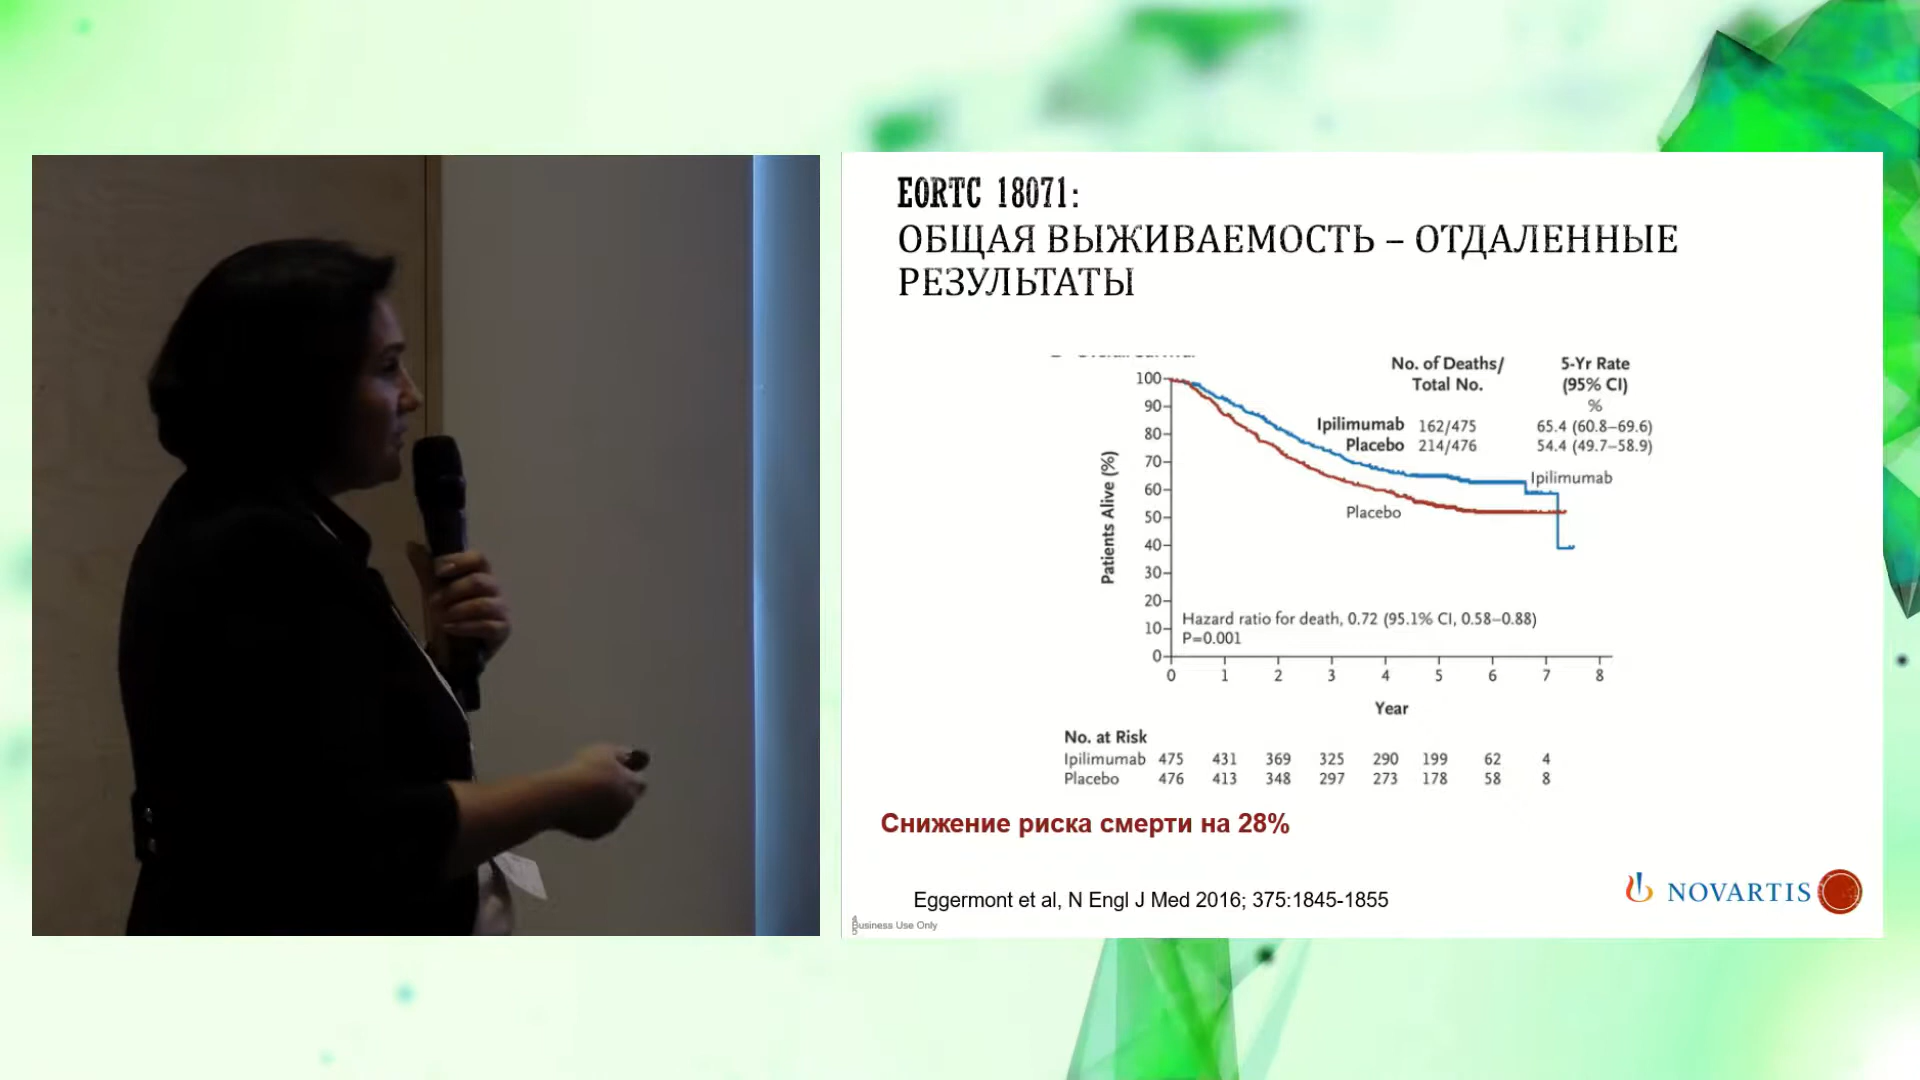 EORTC 18071:
ОБЩАЯ ВЫЖИВАЕМОСТЬ – ОТДАЛЕННЫЕ
РЕЗУЛЬТАТЫ
No. of Deaths/ 5-Yr Rate
Total No. (95% CI)
%
Ipilimumab 162/475 65.4 (60.8–69.6)
Placebo 214/476 54.4 (49.7–58.9)
Ipilimumab
Placebo
Patients Alive (%)
100
90
80
70
60
50
40
30
20
10
0
Hazard ratio for death, 0.72 (95.1% CI, 0.58–0.88)
P=0.001
0 1 2 3 4 5 6 7 8
Year
No. at Risk
Ipilimumab 475 431 369 325 290 199 62 4
Placebo 476 413 348 297 273 178 58 8
Снижение риска смерти на 28%
Eggermont et al, N Engl J Med 2016; 375:1845-1855
Business Use Only
NOVARTIS